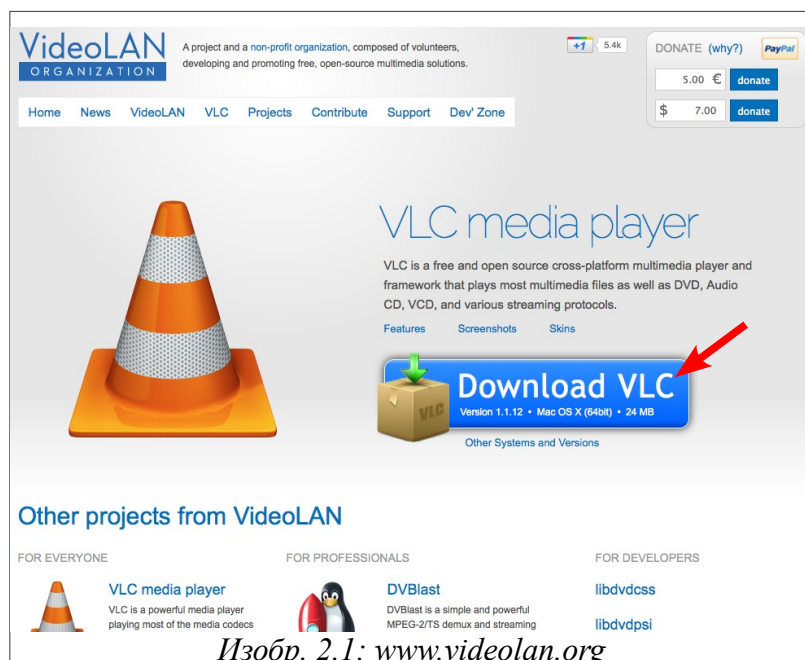 VideoLAN
ORGANIZATION
A project and a non-profit organization, composed of volunteers,
developing and promoting free, open-source multimedia solutions.
+1 5.4k
DONATE (why?) PayPal
5.00 € donate
$ 7.00 donate
Home News VideoLAN VLC Projects Contribute Support Dev' Zone
VLC media player
VLC is a free and open source cross-platform multimedia player and
framework that plays most multimedia files as well as DVD, Audio
CD, VCD, and various streaming protocols.
Features Screenshots Skins
VLC
Download VLC
Version 1.1.12 • Mac OS X (64bit) • 24 MB
Other Systems and Versions
Other projects from VideoLAN
FOR EVERYONE
VLC media player
VLC is a powerful media player
playing most of the media codecs
FOR PROFESSIONALS
DVBlast
DVBlast is a simple and powerful
MPEG-2/TS demux and streaming
FOR DEVELOPERS
libdvdcss
libdvdpsi
Изобр. 2.1: www.videolan.org